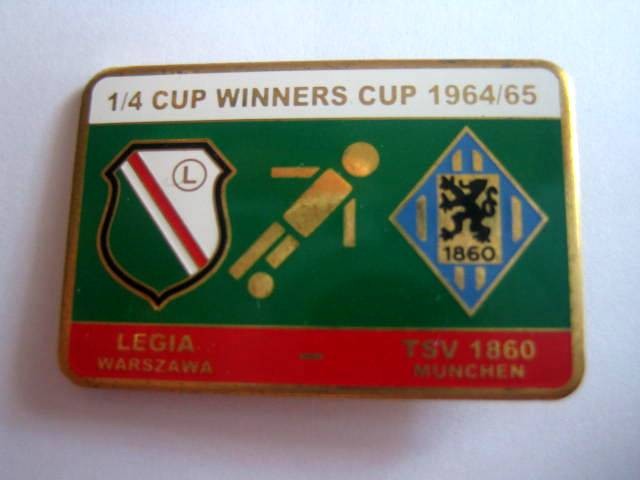 1/4 CUP WINNERS CUP 1964/65
L
1860
LEGIA
WARSZAWA
–
TSV 1860
MUNCHEN